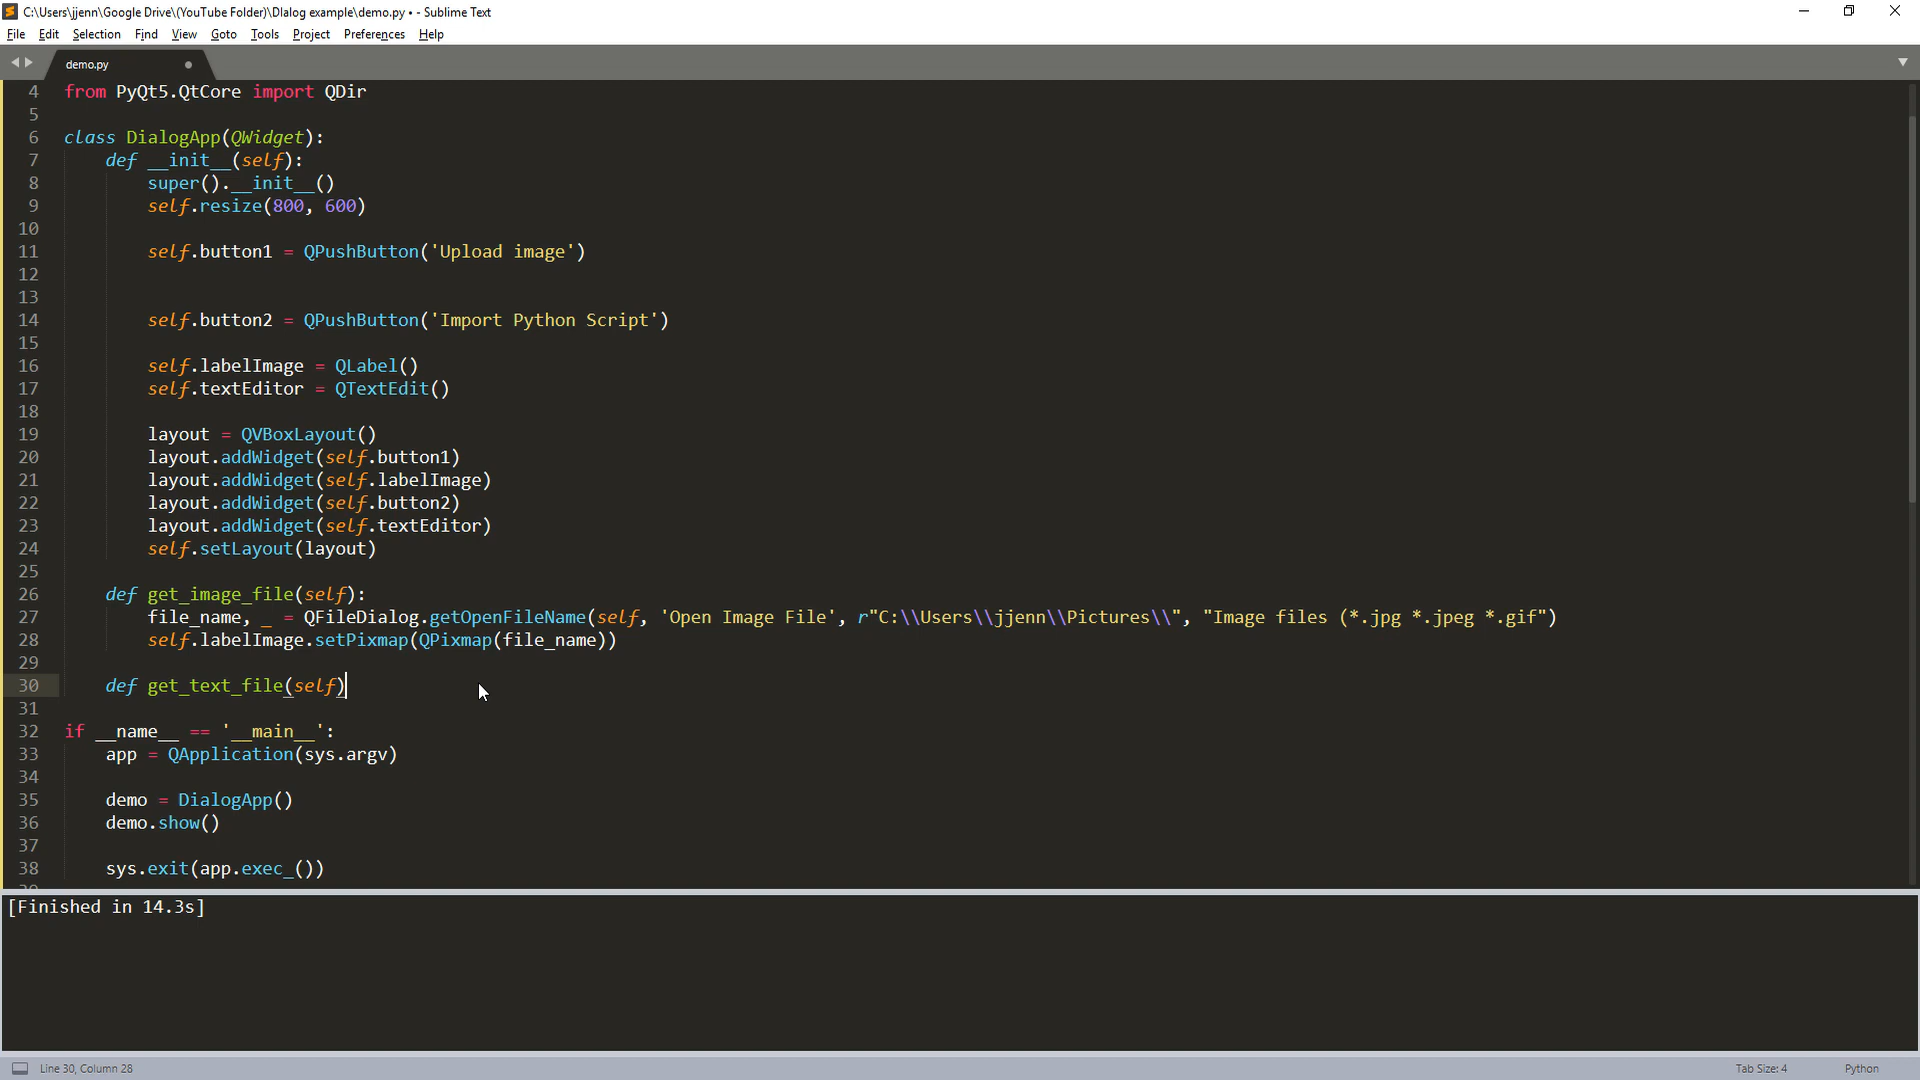 C:\Users\jjenn\Google Drive\(YouTube Folder)\DIalog example\demo.py • - Sublime Text
File Edit Selection Find View Goto Tools Project Preferences Help
demo.py
4 from PyQt5.QtCore import QDir
5
6 class DialogApp(QWidget):
7 def __init__(self):
8 super().__init__()
9 self.resize(800, 600)
10
11 self.button1 = QPushButton('Upload image')
12
13
14 self.button2 = QPushButton('Import Python Script')
15
16 self.labelImage = QLabel()
17 self.textEditor = QTextEdit()
18
19 layout = QVBoxLayout()
20 layout.addWidget(self.button1)
21 layout.addWidget(self.labelImage)
22 layout.addWidget(self.button2)
23 layout.addWidget(self.textEditor)
24 self.setLayout(layout)
25
26 def get_image_file(self):
27 file_name, _ = QFileDialog.getOpenFileName(self, 'Open Image File', r"C:\\Users\\jjenn\\Pictures\\", "Image files (*.jpg *.jpeg *.gif")
28 self.labelImage.setPixmap(QPixmap(file_name))
29
30 def get_text_file(self)
31
32 if __name__ == '__main__':
33 app = QApplication(sys.argv)
34
35 demo = DialogApp()
36 demo.show()
37
38 sys.exit(app.exec_())
[Finished in 14.3s]
Line 30, Column 28 Tab Size: 4 Python